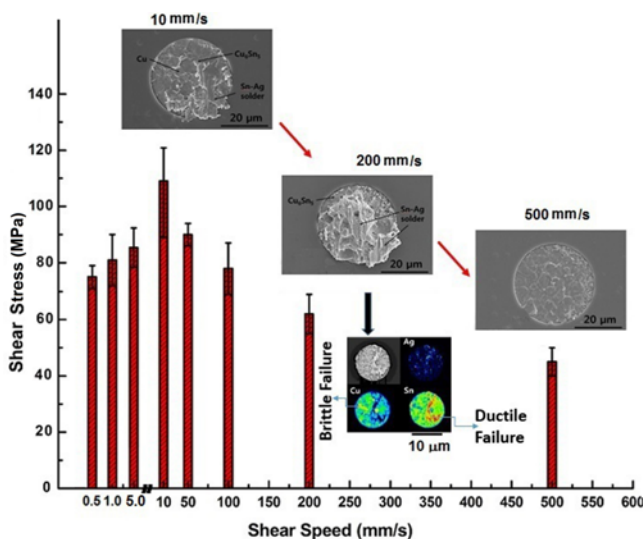 10 mm/s
Cu
Cu₆Sn₅
Sn-Ag
solder
20 μm
200 mm/s
Cu₆Sn₅
Sn-Ag
solder
20 μm
500 mm/s
20 μm
Ag
Cu
Sn
10 μm
Brittle Failure
Ductile
Failure
Shear Stress (MPa)
140
120
100
80
60
40
20
0
0.5 1.0 5.0 10 50 100 150 200 250 300 350 400 450 500 550 600
Shear Speed (mm/s)